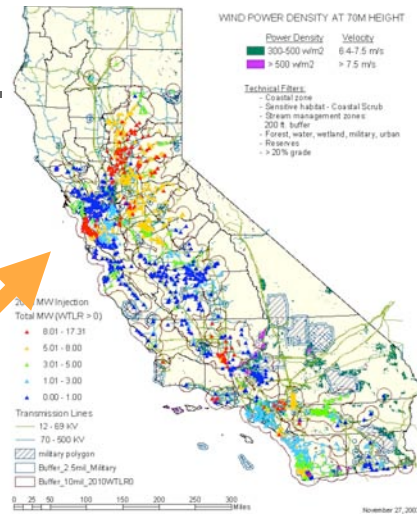 WIND POWER DENSITY AT 70M HEIGHT
Power Density Velocity
300-500 w/m2 6.4-7.5 m/s
> 500 w/m2 > 7.5 m/s
Technical Filters:
- Coastal zone
- Sensitive habitat - Coastal Scrub
- Stream management zones:
200 ft. buffer
- Forest, water, wetland, military, urban
- Reserves
- > 20% grade
MW Injection
Total MW (WTLR > 0)
8.01 - 17.31
5.01 - 8.00
3.01 - 5.00
1.01 - 3.00
0.00 - 1.00
Transmission Lines
12 - 69 KV
70 - 500 KV
military polygon
Buffer_2.5mil_Military
Buffer_10mil_2010WTLR0
0 25 50 100 150 200 250 300
Miles
November 27,